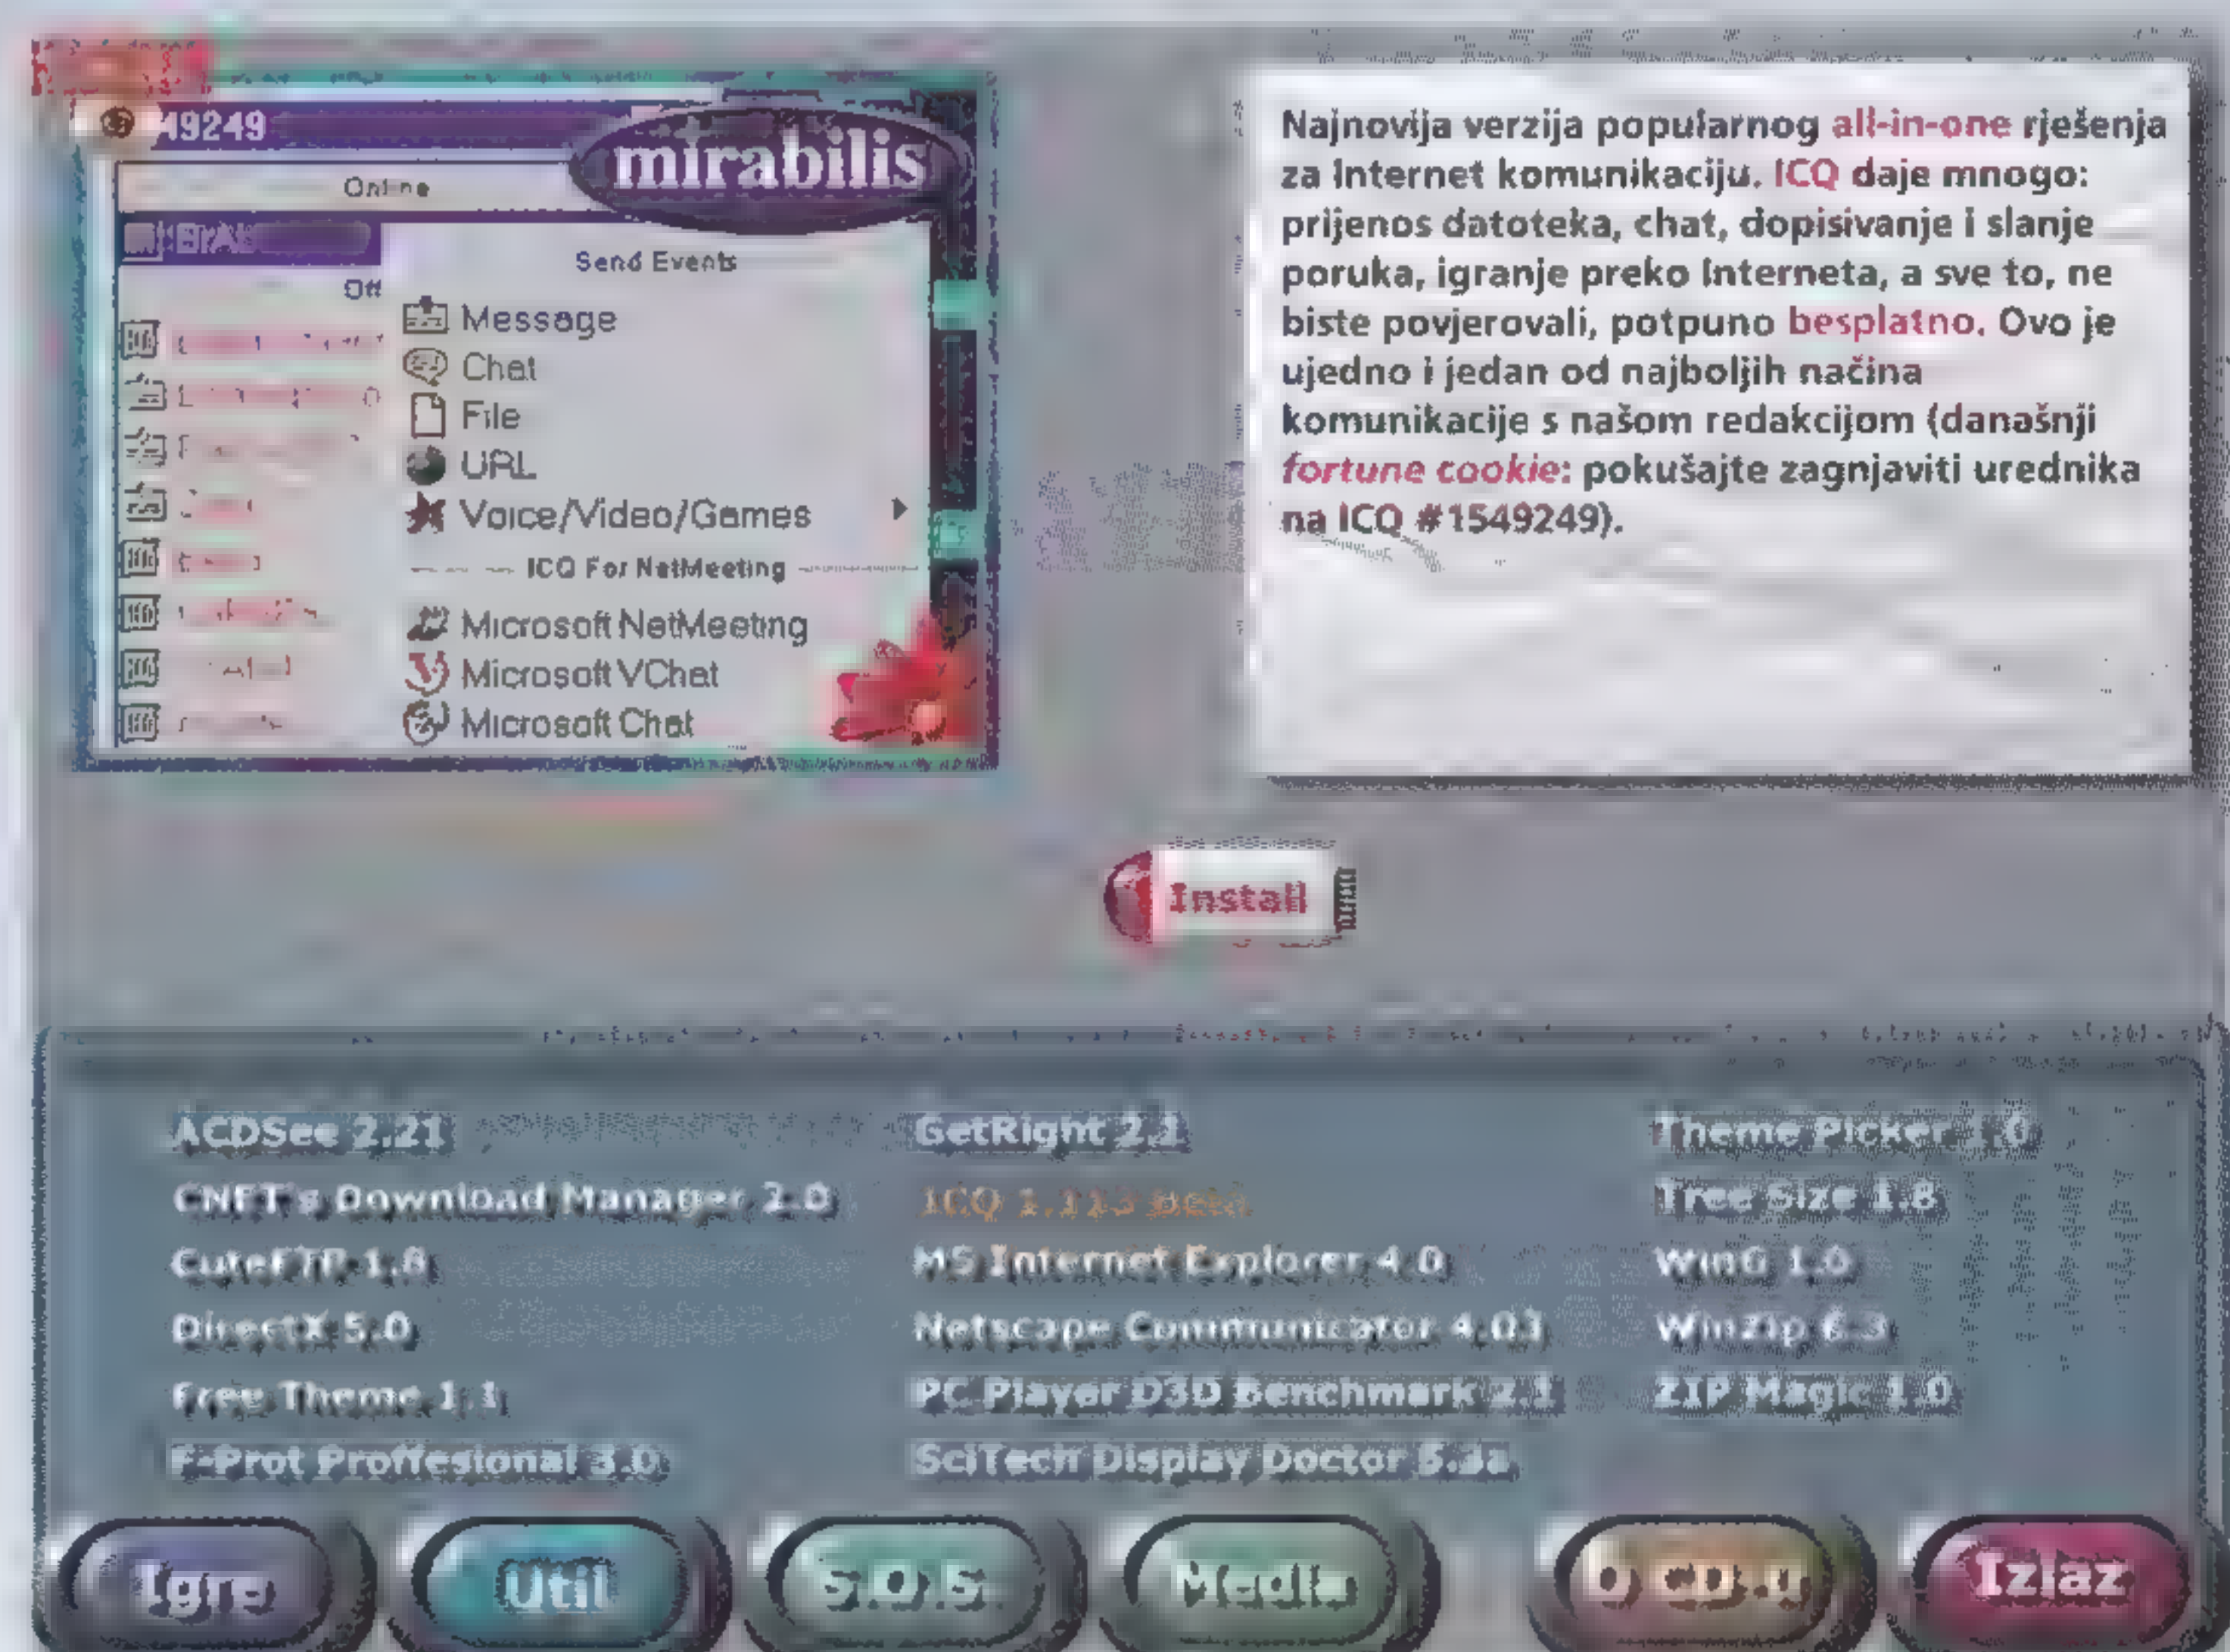 49249
mirabilis
Online
Send Events
Off
Message
Chat
File
URL
Voice/Video/Games
ICQ For NetMeeting
Microsoft NetMeeting
Microsoft VChat
Microsoft Chat
Najnovija verzija popularnog all-in-one rješenja
za Internet komunikaciju. ICQ daje mnogo:
prijenos datoteka, chat, dopisivanje i slanje
poruka, igranje preko Interneta, a sve to, ne
biste povjerovali, potpuno besplatno. Ovo je
ujedno i jedan od najboljih načina
komunikacije s našom redakcijom (današnji
fortune cookie: pokušajte zagnjaviti urednika
na ICQ #1549249).
Install
ACDSee 2.21
CNET's Download Manager 2.0
CuteFTP 1.8
DirectX 5.0
Free Theme 1.1
F-Prot Proffesional 3.0
GetRight 2.1
ICQ 1.113 Beta
MS Internet Explorer 4.0
Netscape Communicator 4.03
PC Player D3D Benchmark 2.1
SciTech Display Doctor 5.3a
Theme Picker 1.0
Tree Size 1.8
WinG 1.0
WinZip 6.3
ZIP Magic 1.0
Igre
Util
S.O.S.
Media
O CD-u
Izlaz